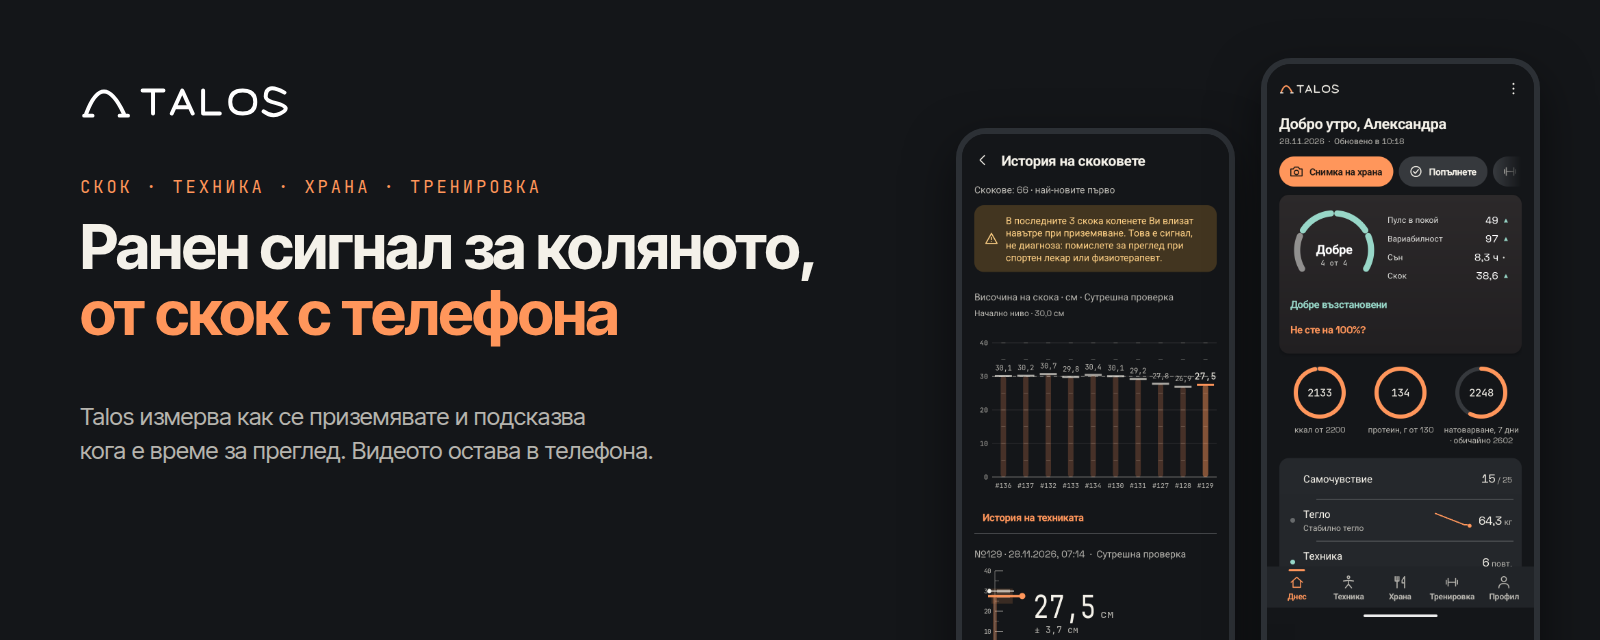 TALOS
СКОК · ТЕХНИКА · ХРАНА · ТРЕНИРОВКА
Ранен сигнал за коляното,
от скок с телефона
Talos измерва как се приземявате и подсказва
кога е време за преглед. Видеото остава в телефона.
История на скоковете
Скокове: 66 · най-новите първо
В последните 3 скока коленете Ви влизат
навътре при приземяване. Това е сигнал,
не диагноза: помислете за преглед при
спортен лекар или физиотерапевт.
Височина на скока · см · Сутрешна проверка
Начално ниво · 30,0 см
40
30,1 30,2 30,7 29,8 30,4 30,1 29,2 27,8 26,9 27,5
30
20
10
0
#136 #137 #132 #133 #134 #130 #131 #127 #128 #129
История на техниката
№129 · 28.11.2026, 07:14 · Сутрешна проверка
40
20
10
27,5 см
± 3,7 см
TALOS
Добро утро, Александра
28.11.2026 · Обновено в 10:18
Снимка на храна
Попълнете
Добре
4 от 4
Пулс в покой 49
Вариабилност 97
Сън 8,3 ч
Скок 38,6
Добре възстановени
Не сте на 100%?
2133
ккал от 2200
134
протеин, г от 130
2248
натоварване, 7 дни
· обичайно 2602
Самочувствие 15 / 25
Тегло 64,3 кг
Стабилно тегло
Техника 6 повт.
Днес Техника Храна Тренировка Профил